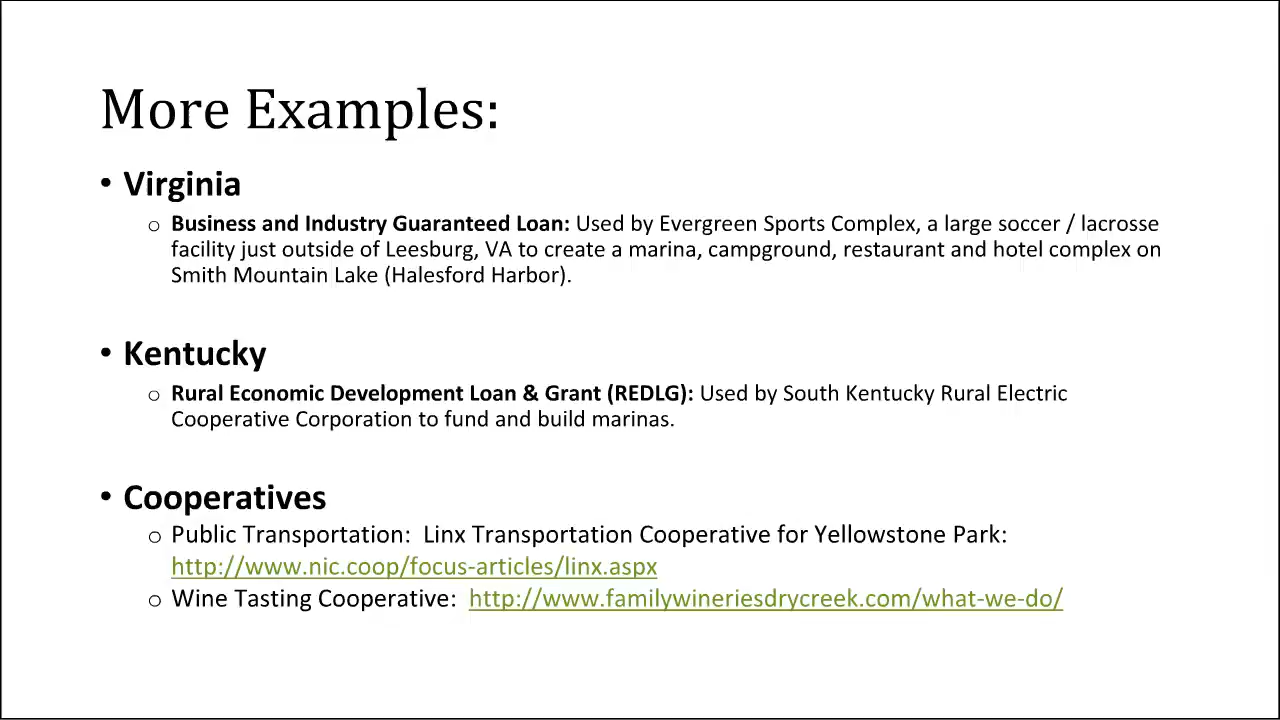 More Examples:
• Virginia
o Business and Industry Guaranteed Loan: Used by Evergreen Sports Complex, a large soccer / lacrosse
facility just outside of Leesburg, VA to create a marina, campground, restaurant and hotel complex on
Smith Mountain Lake (Halesford Harbor).
• Kentucky
o Rural Economic Development Loan & Grant (REDLG): Used by South Kentucky Rural Electric
Cooperative Corporation to fund and build marinas.
• Cooperatives
o Public Transportation:  Linx Transportation Cooperative for Yellowstone Park:
http://www.nic.coop/focus-articles/linx.aspx
o Wine Tasting Cooperative:  http://www.familywineriesdrycreek.com/what-we-do/